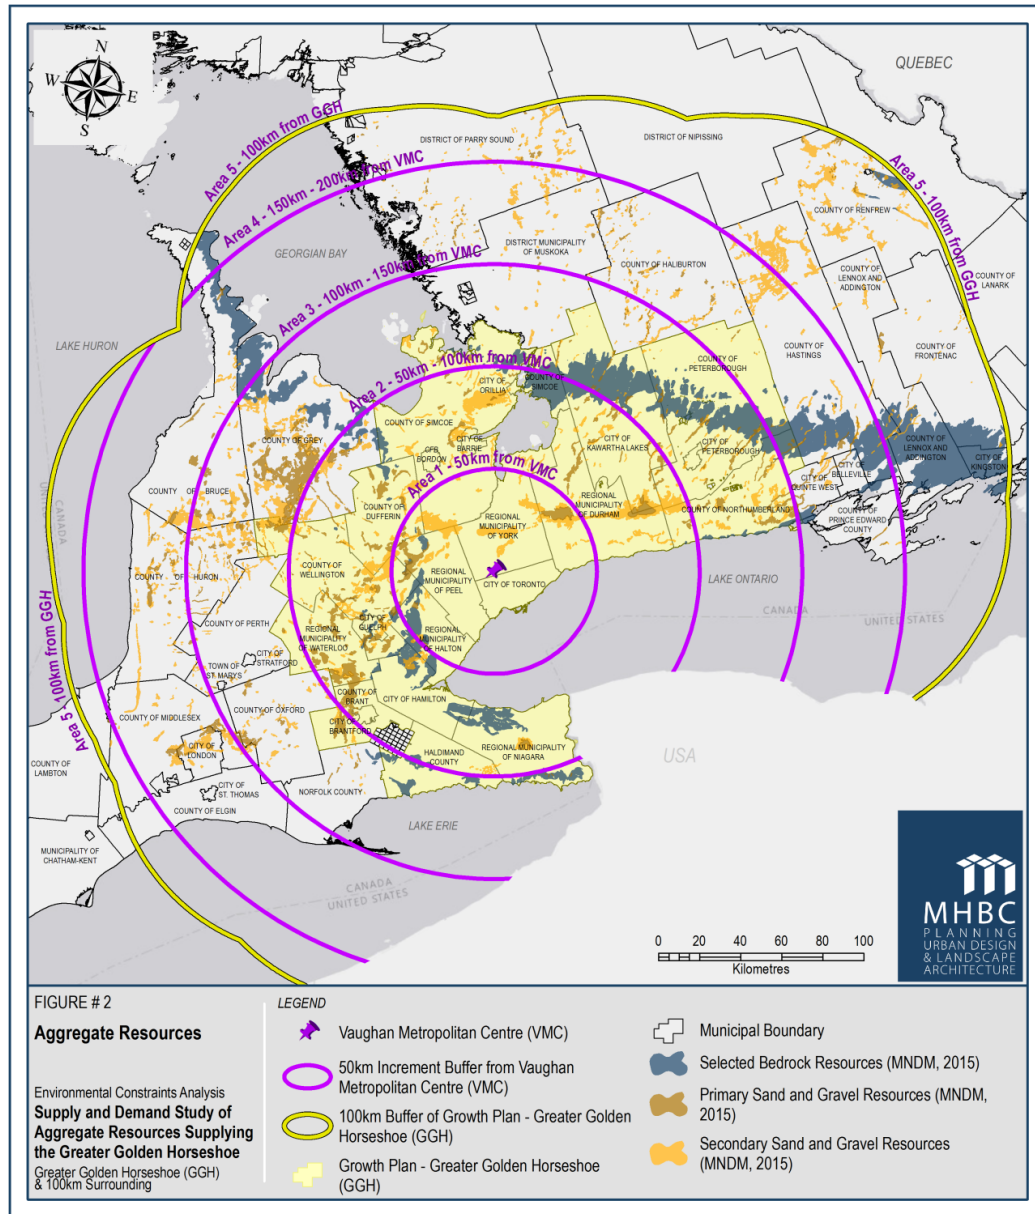 N
W
E
S
QUEBEC
Area 5 - 100km from GGH
DISTRICT OF PARRY SOUND
DISTRICT OF NIPISSING
Area 5 - 100km from GGH
Area 4 - 150km - 200km from VMC
COUNTY OF RENFREW
GEORGIAN BAY
DISTRICT MUNICIPALITY
OF MUSKOKA
COUNTY OF HALIBURTON
COUNTY OF
LENNOX AND
ADDINGTON
COUNTY OF
LANARK
Area 3 - 100km - 150km from VMC
LAKE HURON
COUNTY OF
HASTINGS
COUNTY OF
FRONTENAC
COUNTY OF
PETERBOROUGH
Area 2 - 50km - 100km from VMC
CITY OF
ORILLIA
COUNTY OF
SIMCOE
COUNTY OF SIMCOE
COUNTY OF GREY
CITY OF
BARRIE
CFB
BORDON
CITY OF
KAWARTHA LAKES
CITY OF
PETERBOROUGH
COUNTY OF
LENNOX AND
ADDINGTON
CITY OF
KINGSTON
CITY OF
BELLEVILLE
CITY OF
QUINTE WEST
Area 1 - 50km from VMC
COUNTY OF BRUCE
COUNTY OF
DUFFERIN
REGIONAL
MUNICIPALITY
OF YORK
REGIONAL
MUNICIPALITY
OF DURHAM
COUNTY OF NORTHUMBERLAND
COUNTY OF
PRINCE EDWARD
COUNTY
UNITED STATES
CANADA
COUNTY OF HURON
COUNTY OF
WELLINGTON
REGIONAL
MUNICIPALITY
OF PEEL
CITY OF TORONTO
LAKE ONTARIO
CANADA
UNITED STATES
COUNTY OF PERTH
CITY OF
GUELPH
REGIONAL
MUNICIPALITY
OF WATERLOO
REGIONAL
MUNICIPALITY
OF HALTON
CITY OF
STRATFORD
TOWN OF
ST. MARYS
Area 5 - 100km from GGH
Area 5 - 100km from GGH
COUNTY OF
BRANT
CITY OF HAMILTON
COUNTY OF MIDDLESEX
COUNTY OF OXFORD
CITY OF
BRANTFORD
CITY OF
LONDON
HALDIMAND
COUNTY
REGIONAL MUNICIPALITY
OF NIAGARA
USA
COUNTY OF
LAMBTON
CITY OF
ST. THOMAS
NORFOLK COUNTY
COUNTY OF ELGIN
LAKE ERIE
MUNICIPALITY OF
CHATHAM-KENT
CANADA
UNITED STATES
0 20 40 60 80 100
Kilometres
MHBC
PLANNING
URBAN DESIGN
& LANDSCAPE
ARCHITECTURE
FIGURE # 2
Aggregate Resources
Environmental Constraints Analysis
Supply and Demand Study of
Aggregate Resources Supplying
the Greater Golden Horseshoe
Greater Golden Horseshoe (GGH)
& 100km Surrounding
LEGEND
Vaughan Metropolitan Centre (VMC)
50km Increment Buffer from Vaughan
Metropolitan Centre (VMC)
100km Buffer of Growth Plan - Greater Golden
Horseshoe (GGH)
Growth Plan - Greater Golden Horseshoe
(GGH)
Municipal Boundary
Selected Bedrock Resources (MNDM, 2015)
Primary Sand and Gravel Resources (MNDM,
2015)
Secondary Sand and Gravel Resources
(MNDM, 2015)